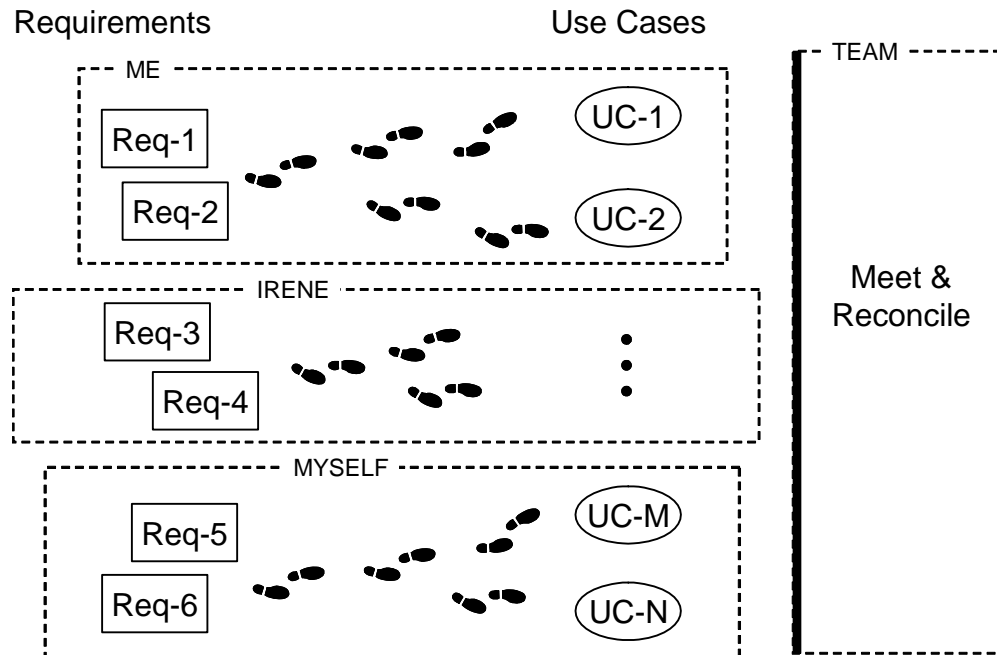 Requirements
Use Cases
ME
TEAM
Req-1
UC-1
Req-2
UC-2
IRENE
Meet &
Reconcile
Req-3
Req-4
MYSELF
Req-5
UC-M
Req-6
UC-N